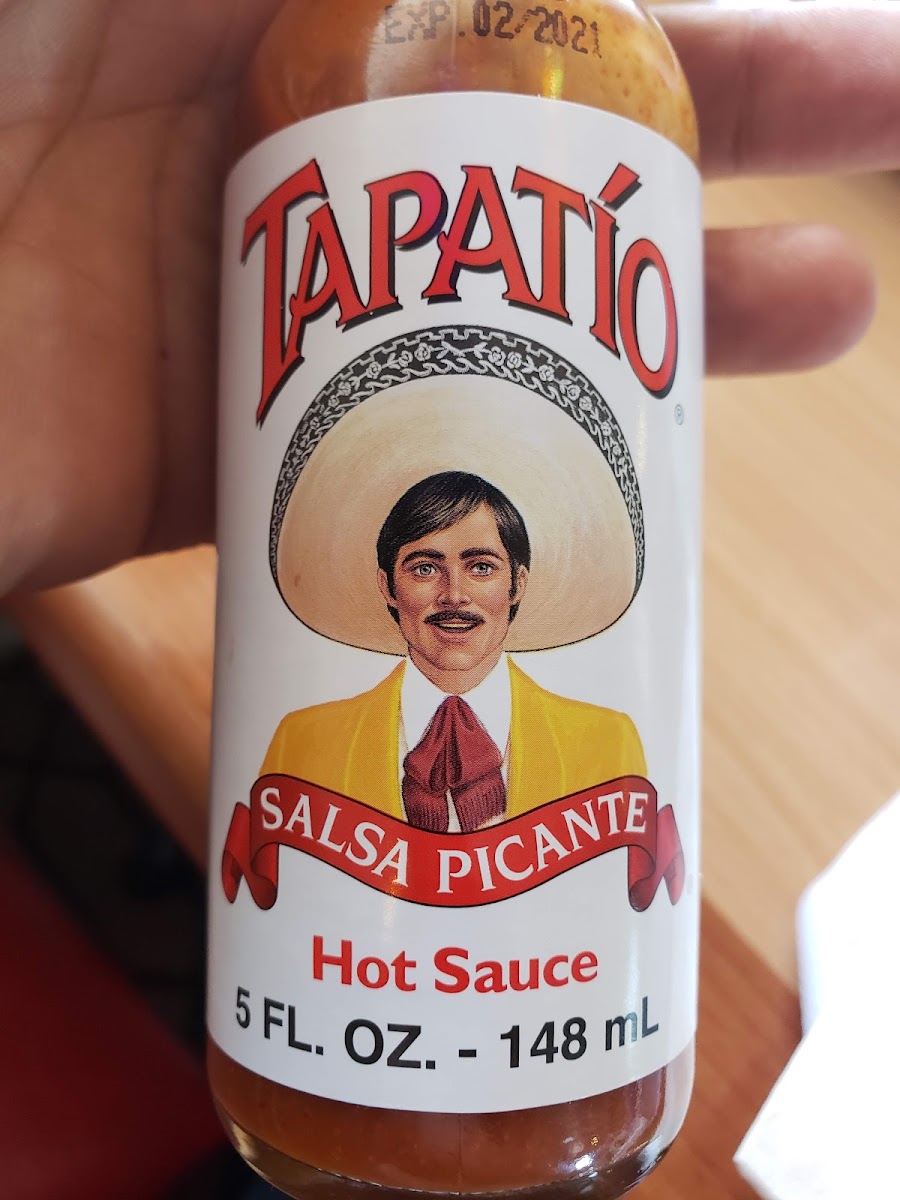 EXP. 02/2021
TAPATÍO
®
SALSA PICANTE
Hot Sauce
5 FL. OZ. - 148 mL